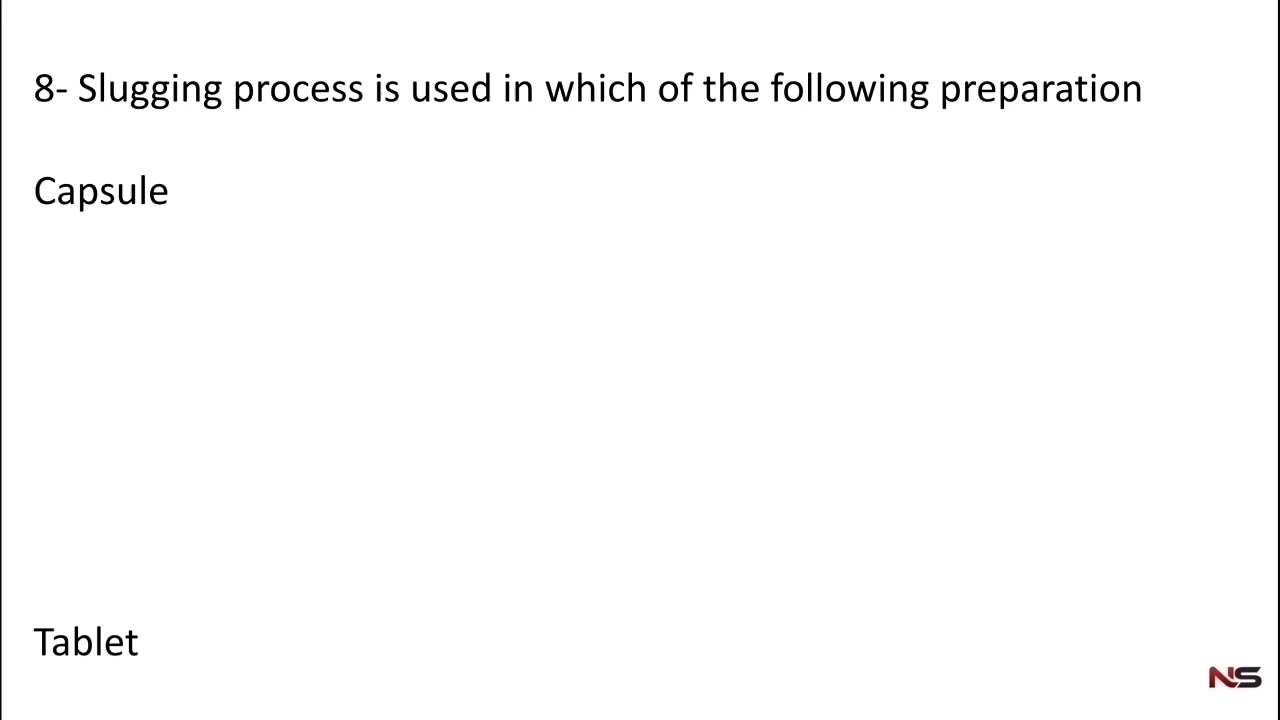 8- Slugging process is used in which of the following preparation
Capsule
Tablet
NS